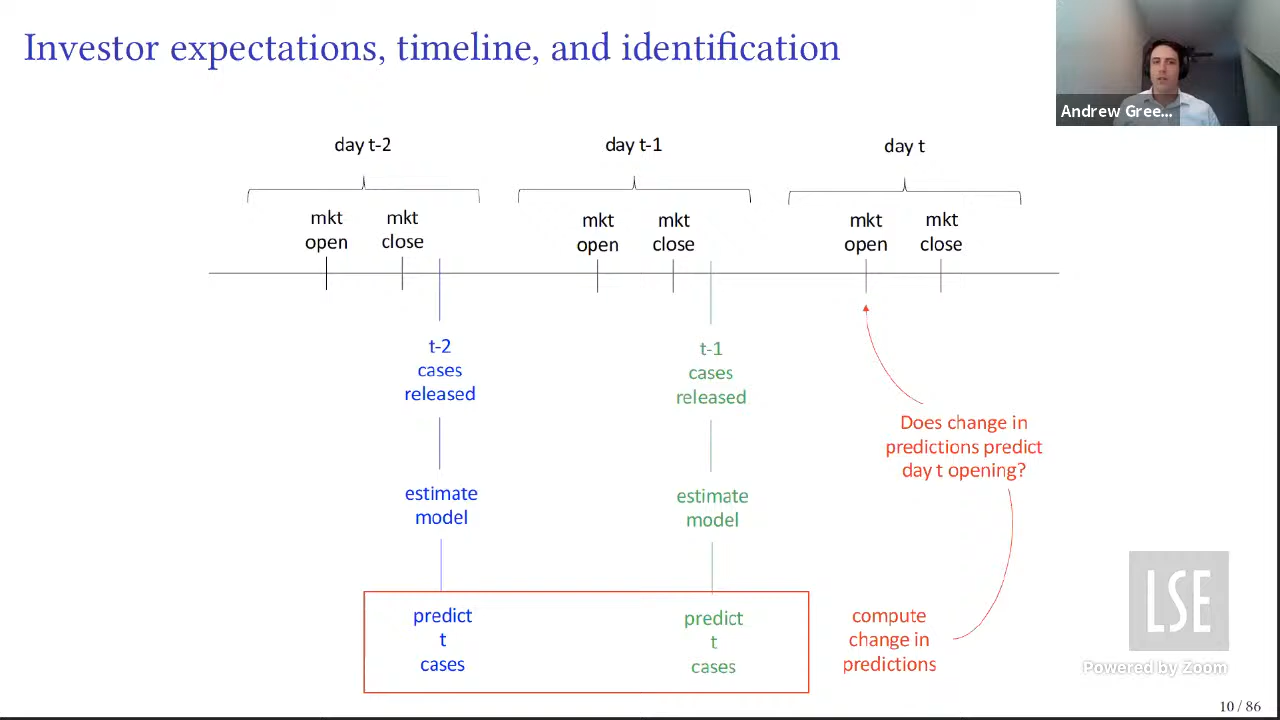 Investor expectations, timeline, and identification
Andrew Gree...
day t-2
day t-1
day t
mkt
open
mkt
close
mkt
open
mkt
close
mkt
open
mkt
close
t-2
cases
released
t-1
cases
released
Does change in
predictions predict
day t opening?
estimate
model
estimate
model
predict
t
cases
predict
t
cases
compute
change in
predictions
LSE
Powered by Zoom
10 / 86